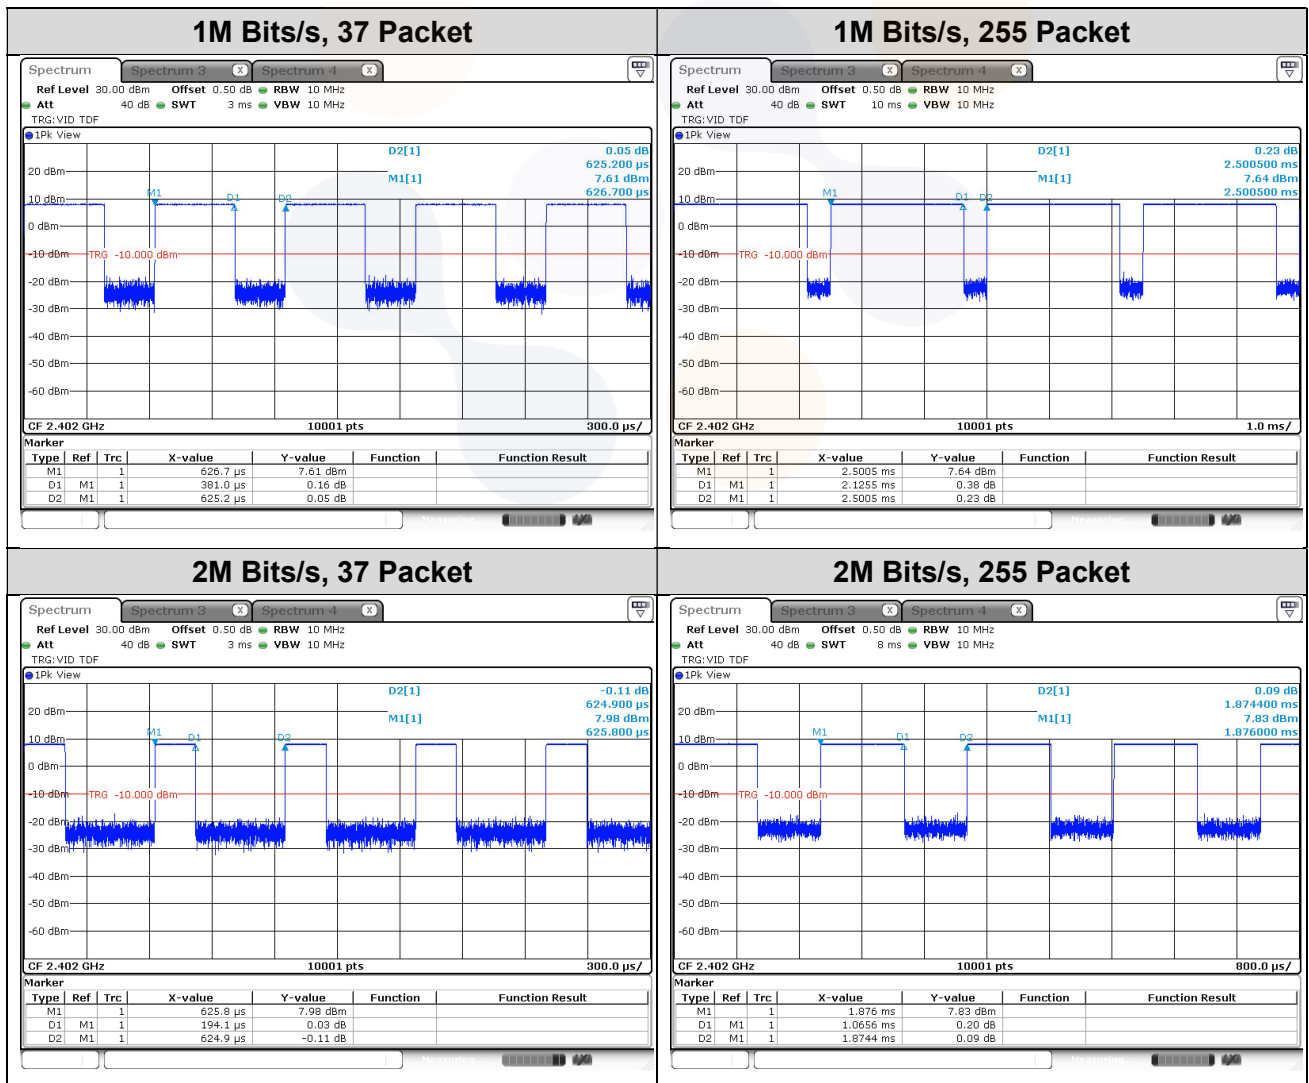 1M Bits/s, 37 Packet
Spectrum Spectrum 3 X Spectrum 4 X
Ref Level 30.00 dBm Offset 0.50 dB RBW 10 MHz
Att 40 dB SWT 3 ms VBW 10 MHz
TRG:VID TDF
1Pk View
D2[1] 0.05 dB
625.200 µs
20 dBm
M1[1] 7.61 dBm
626.700 µs
10 dBm
M1 D1 D2
0 dBm
-10 dBm TRG -10.000 dBm
-20 dBm
-30 dBm
-40 dBm
-50 dBm
-60 dBm
CF 2.402 GHz 10001 pts 300.0 µs/
Marker
Type Ref Trc X-value Y-value Function Function Result
M1 1 626.7 µs 7.61 dBm
D1 M1 1 381.0 µs 0.16 dB
D2 M1 1 625.2 µs 0.05 dB
Measuring...
1M Bits/s, 255 Packet
Spectrum Spectrum 3 X Spectrum 4 X
Ref Level 30.00 dBm Offset 0.50 dB RBW 10 MHz
Att 40 dB SWT 10 ms VBW 10 MHz
TRG:VID TDF
1Pk View
D2[1] 0.23 dB
2.500500 ms
20 dBm
M1[1] 7.64 dBm
2.500500 ms
10 dBm
M1 D1 D2
0 dBm
-10 dBm TRG -10.000 dBm
-20 dBm
-30 dBm
-40 dBm
-50 dBm
-60 dBm
CF 2.402 GHz 10001 pts 1.0 ms/
Marker
Type Ref Trc X-value Y-value Function Function Result
M1 1 2.5005 ms 7.64 dBm
D1 M1 1 2.1255 ms 0.38 dB
D2 M1 1 2.5005 ms 0.23 dB
Measuring...
2M Bits/s, 37 Packet
Spectrum Spectrum 3 X Spectrum 4 X
Ref Level 30.00 dBm Offset 0.50 dB RBW 10 MHz
Att 40 dB SWT 3 ms VBW 10 MHz
TRG:VID TDF
1Pk View
D2[1] -0.11 dB
624.900 µs
20 dBm
M1[1] 7.98 dBm
625.800 µs
10 dBm
M1 D1 D2
0 dBm
-10 dBm TRG -10.000 dBm
-20 dBm
-30 dBm
-40 dBm
-50 dBm
-60 dBm
CF 2.402 GHz 10001 pts 300.0 µs/
Marker
Type Ref Trc X-value Y-value Function Function Result
M1 1 625.8 µs 7.98 dBm
D1 M1 1 194.1 µs 0.03 dB
D2 M1 1 624.9 µs -0.11 dB
Measuring...
2M Bits/s, 255 Packet
Spectrum Spectrum 3 X Spectrum 4 X
Ref Level 30.00 dBm Offset 0.50 dB RBW 10 MHz
Att 40 dB SWT 8 ms VBW 10 MHz
TRG:VID TDF
1Pk View
D2[1] 0.09 dB
1.874400 ms
20 dBm
M1[1] 7.83 dBm
1.876000 ms
10 dBm
M1 D1 D2
0 dBm
-10 dBm TRG -10.000 dBm
-20 dBm
-30 dBm
-40 dBm
-50 dBm
-60 dBm
CF 2.402 GHz 10001 pts 800.0 µs/
Marker
Type Ref Trc X-value Y-value Function Function Result
M1 1 1.876 ms 7.83 dBm
D1 M1 1 1.0656 ms 0.20 dB
D2 M1 1 1.8744 ms 0.09 dB
Measuring...